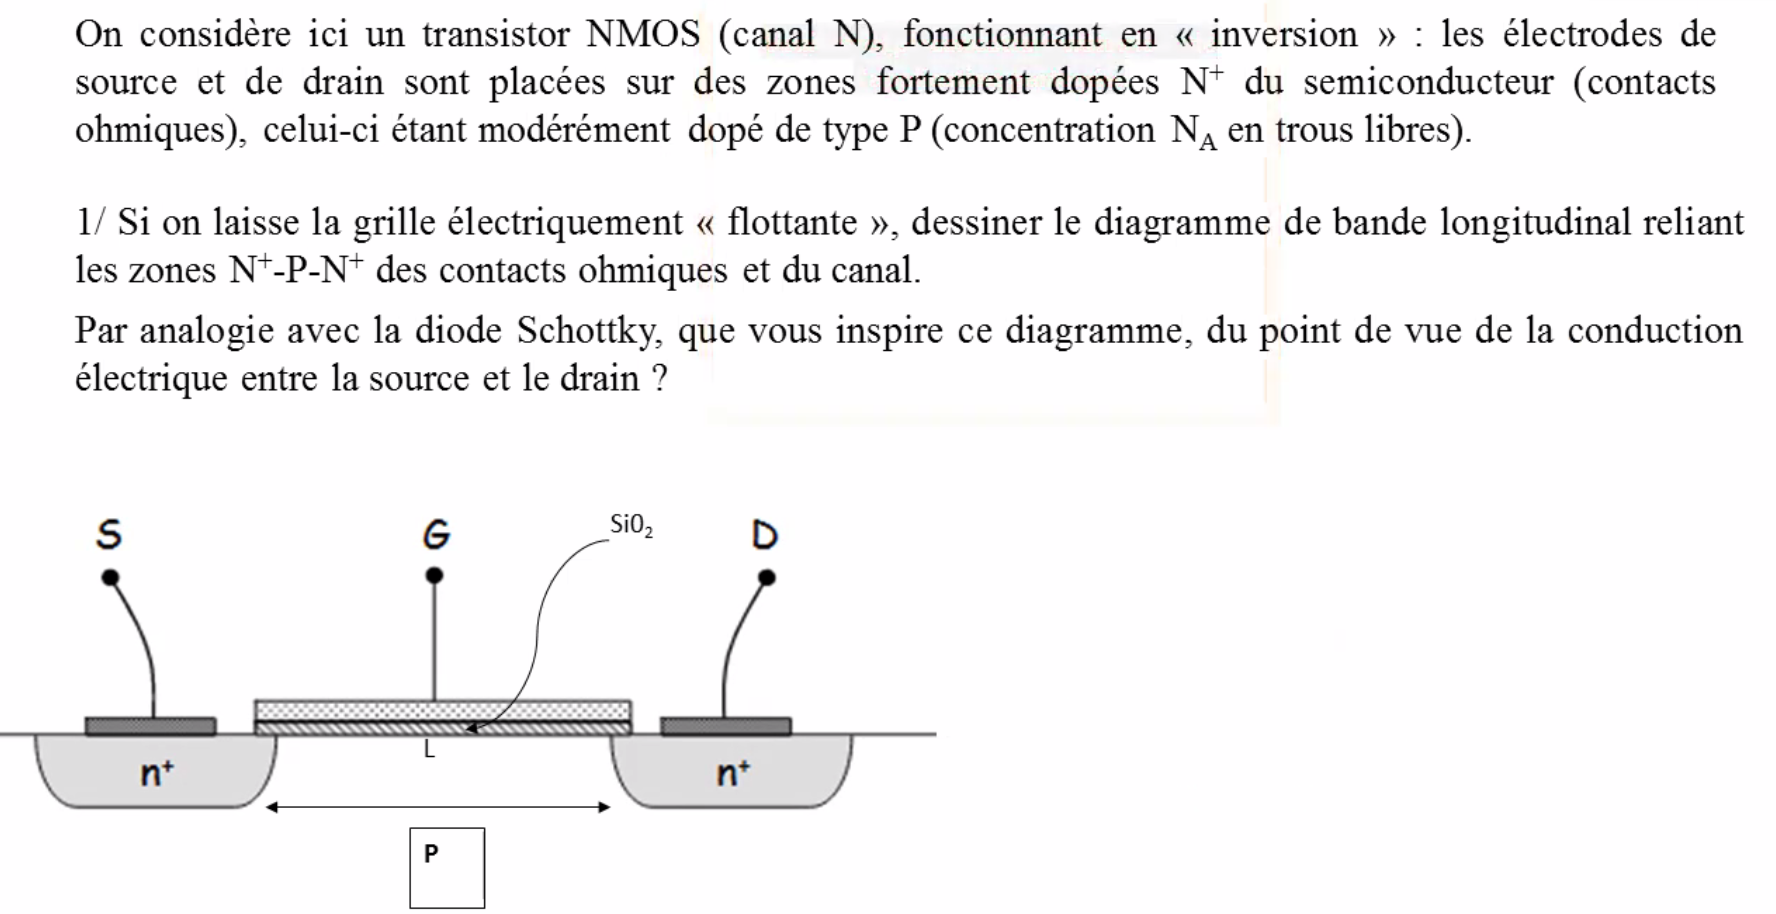 On considère ici un transistor NMOS (canal N), fonctionnant en « inversion » : les électrodes de
source et de drain sont placées sur des zones fortement dopées N⁺ du semiconducteur (contacts
ohmiques), celui-ci étant modérément dopé de type P (concentration N_A en trous libres).
1/ Si on laisse la grille électriquement « flottante », dessiner le diagramme de bande longitudinal reliant
les zones N⁺-P-N⁺ des contacts ohmiques et du canal.
Par analogie avec la diode Schottky, que vous inspire ce diagramme, du point de vue de la conduction
électrique entre la source et le drain ?
S G SiO₂ D
L
n⁺ n⁺
P